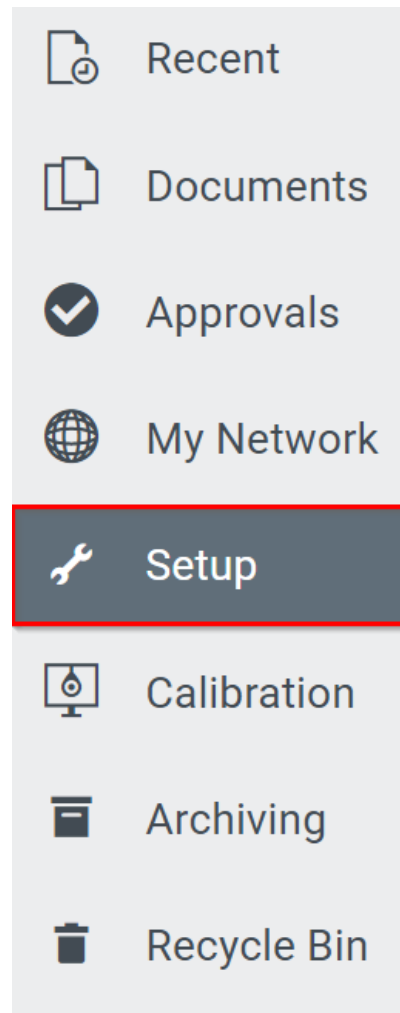 Recent
Documents
Approvals
My Network
Setup
Calibration
Archiving
Recycle Bin